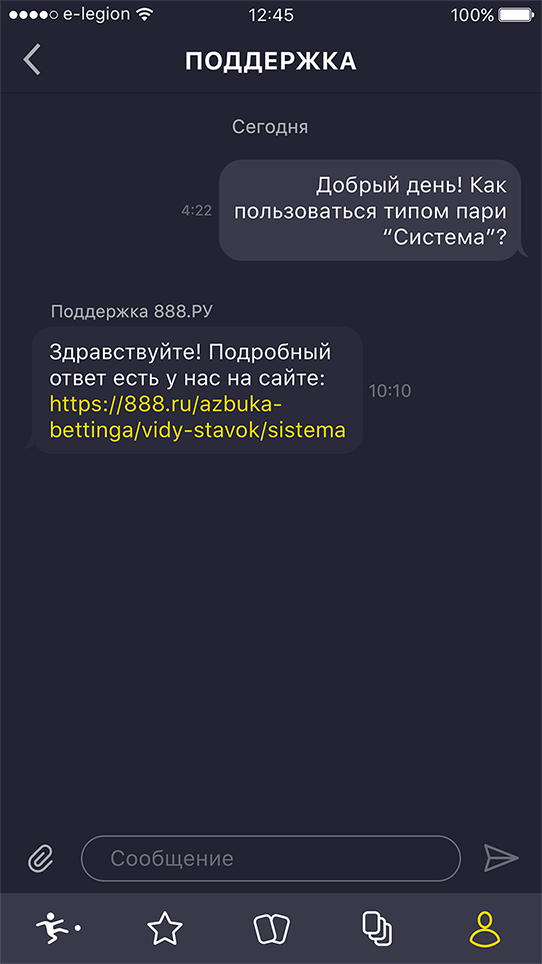 e-legion 12:45 100%
ПОДДЕРЖКА
Сегодня
Добрый день! Как
4:22 пользоваться типом пари
“Система”?
Поддержка 888.РУ
Здравствуйте! Подробный
ответ есть у нас на сайте:
10:10
https://888.ru/azbuka-
bettinga/vidy-stavok/sistema
Сообщение